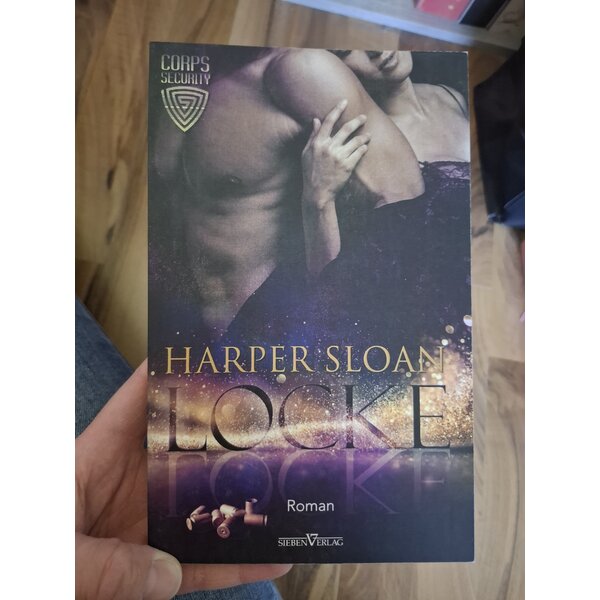 CORPS
SECURITY
HARPER SLOAN
LOCKE
Roman
SIEBEN VERLAG